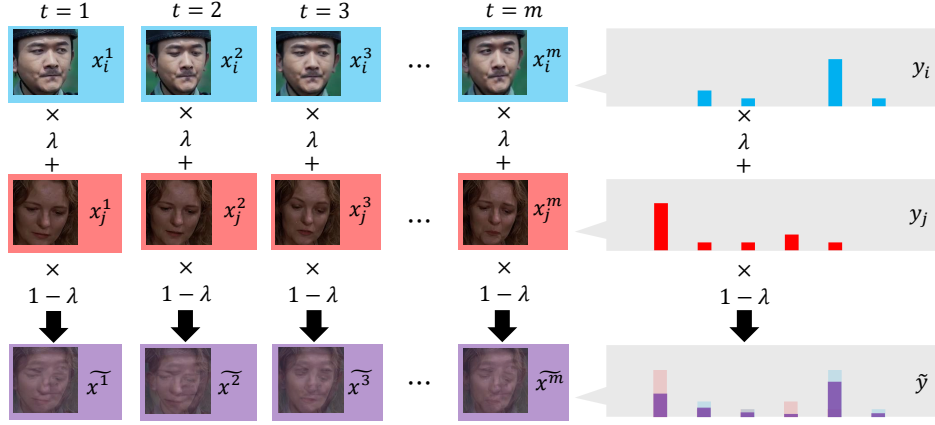 t = 1 t = 2 t = 3 t = m
x_i^1 x_i^2 x_i^3 ... x_i^m y_i
× × × × ×
λ λ λ λ λ
+ + + + +
x_j^1 x_j^2 x_j^3 ... x_j^m y_j
× × × × ×
1 − λ 1 − λ 1 − λ 1 − λ 1 − λ
x̃^1 x̃^2 x̃^3 ... x̃^m ỹ